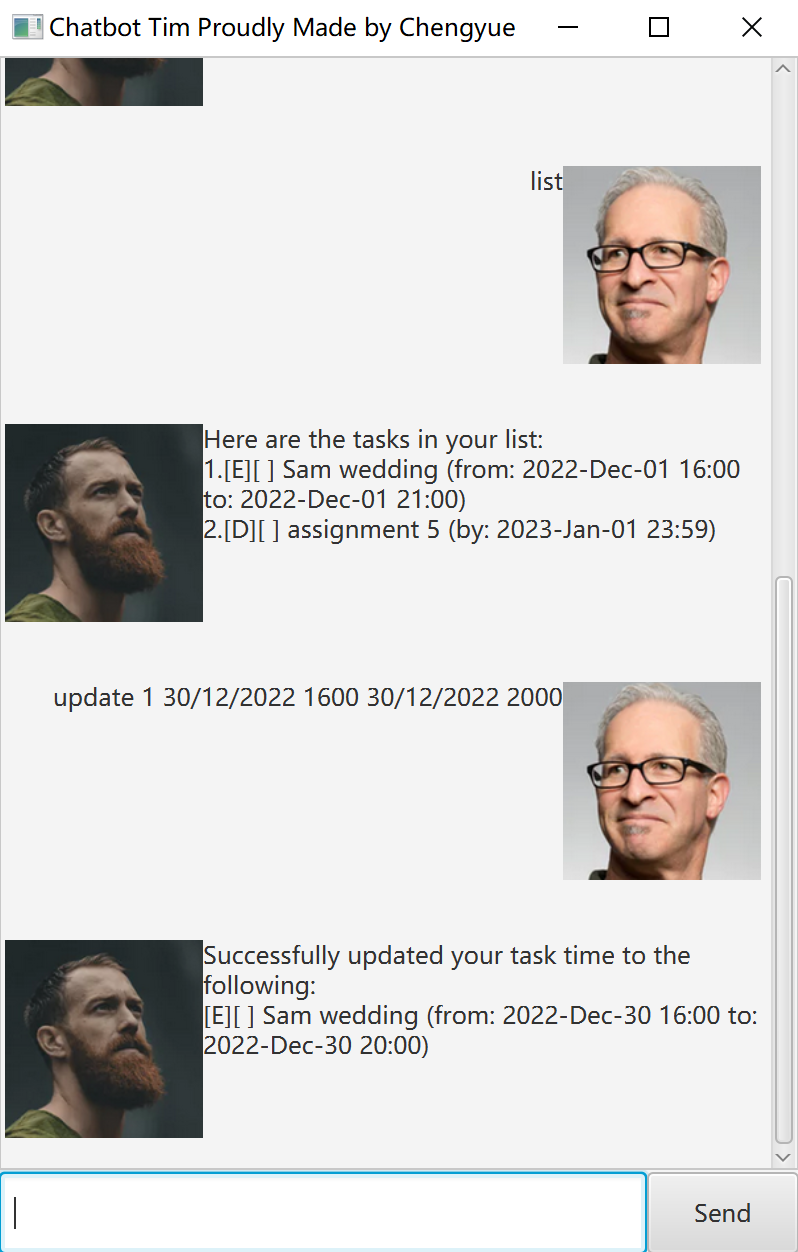 Chatbot Tim Proudly Made by Chengyue
list
Here are the tasks in your list:
1.[E][ ] Sam wedding (from: 2022-Dec-01 16:00
to: 2022-Dec-01 21:00)
2.[D][ ] assignment 5 (by: 2023-Jan-01 23:59)
update 1 30/12/2022 1600 30/12/2022 2000
Successfully updated your task time to the
following:
[E][ ] Sam wedding (from: 2022-Dec-30 16:00 to:
2022-Dec-30 20:00)
Send